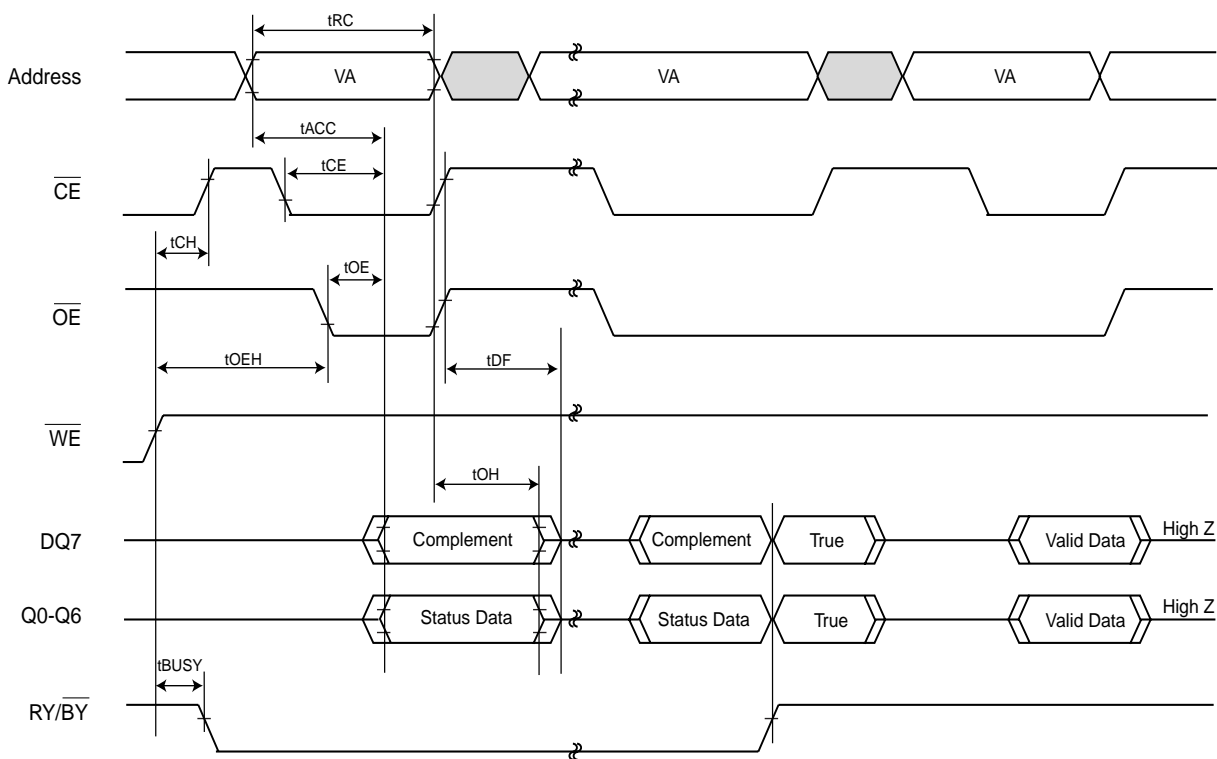 tRC
Address VA VA VA
tACC
CE tCE
tCH
OE tOE
tOEH tDF
WE
tOH
DQ7 Complement Complement True Valid Data High Z
Q0-Q6 Status Data Status Data True Valid Data High Z
tBUSY
RY/BY